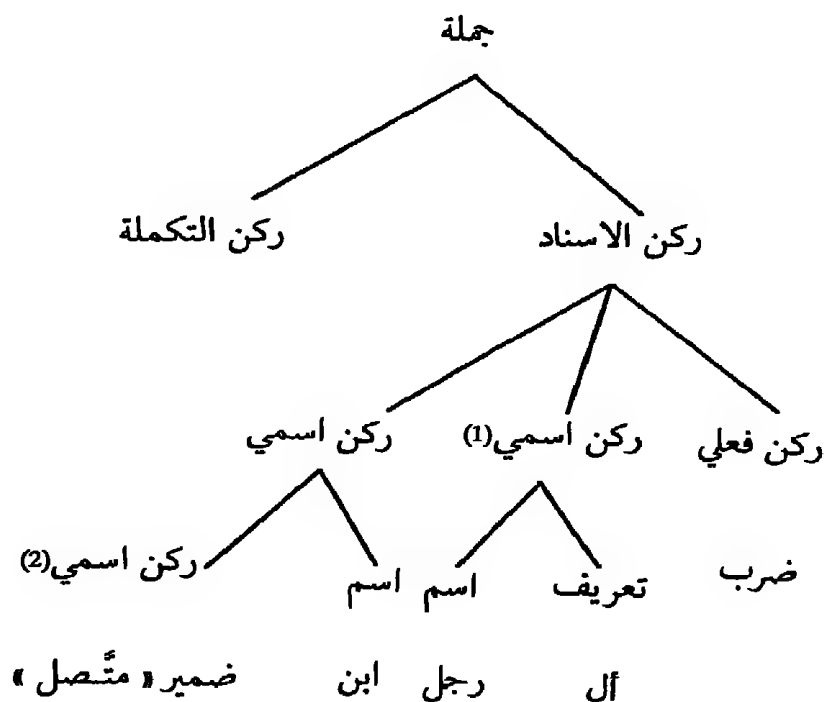 جملة
ركن الاسناد ركن التكملة
ركن فعلي ركن اسمي(1) ركن اسمي
ضرب تعريف اسم اسم ركن اسمي(2)
أل رجل ابن ضمير «متَّصل»